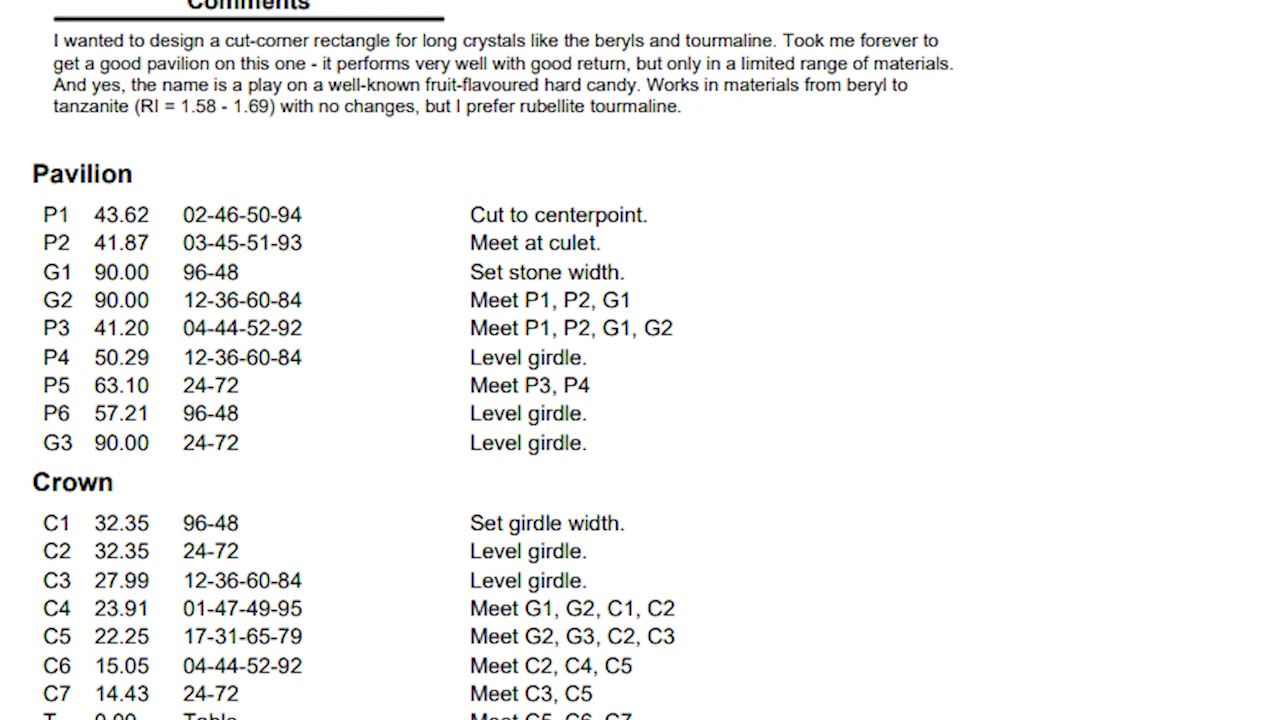 Comments
I wanted to design a cut-corner rectangle for long crystals like the beryls and tourmaline. Took me forever to
get a good pavilion on this one - it performs very well with good return, but only in a limited range of materials.
And yes, the name is a play on a well-known fruit-flavoured hard candy. Works in materials from beryl to
tanzanite (RI = 1.58 - 1.69) with no changes, but I prefer rubellite tourmaline.
Pavilion
P1 43.62 02-46-50-94 Cut to centerpoint.
P2 41.87 03-45-51-93 Meet at culet.
G1 90.00 96-48 Set stone width.
G2 90.00 12-36-60-84 Meet P1, P2, G1
P3 41.20 04-44-52-92 Meet P1, P2, G1, G2
P4 50.29 12-36-60-84 Level girdle.
P5 63.10 24-72 Meet P3, P4
P6 57.21 96-48 Level girdle.
G3 90.00 24-72 Level girdle.
Crown
C1 32.35 96-48 Set girdle width.
C2 32.35 24-72 Level girdle.
C3 27.99 12-36-60-84 Level girdle.
C4 23.91 01-47-49-95 Meet G1, G2, C1, C2
C5 22.25 17-31-65-79 Meet G2, G3, C2, C3
C6 15.05 04-44-52-92 Meet C2, C4, C5
C7 14.43 24-72 Meet C3, C5
T 0.00 Table Meet C5, C6, C7